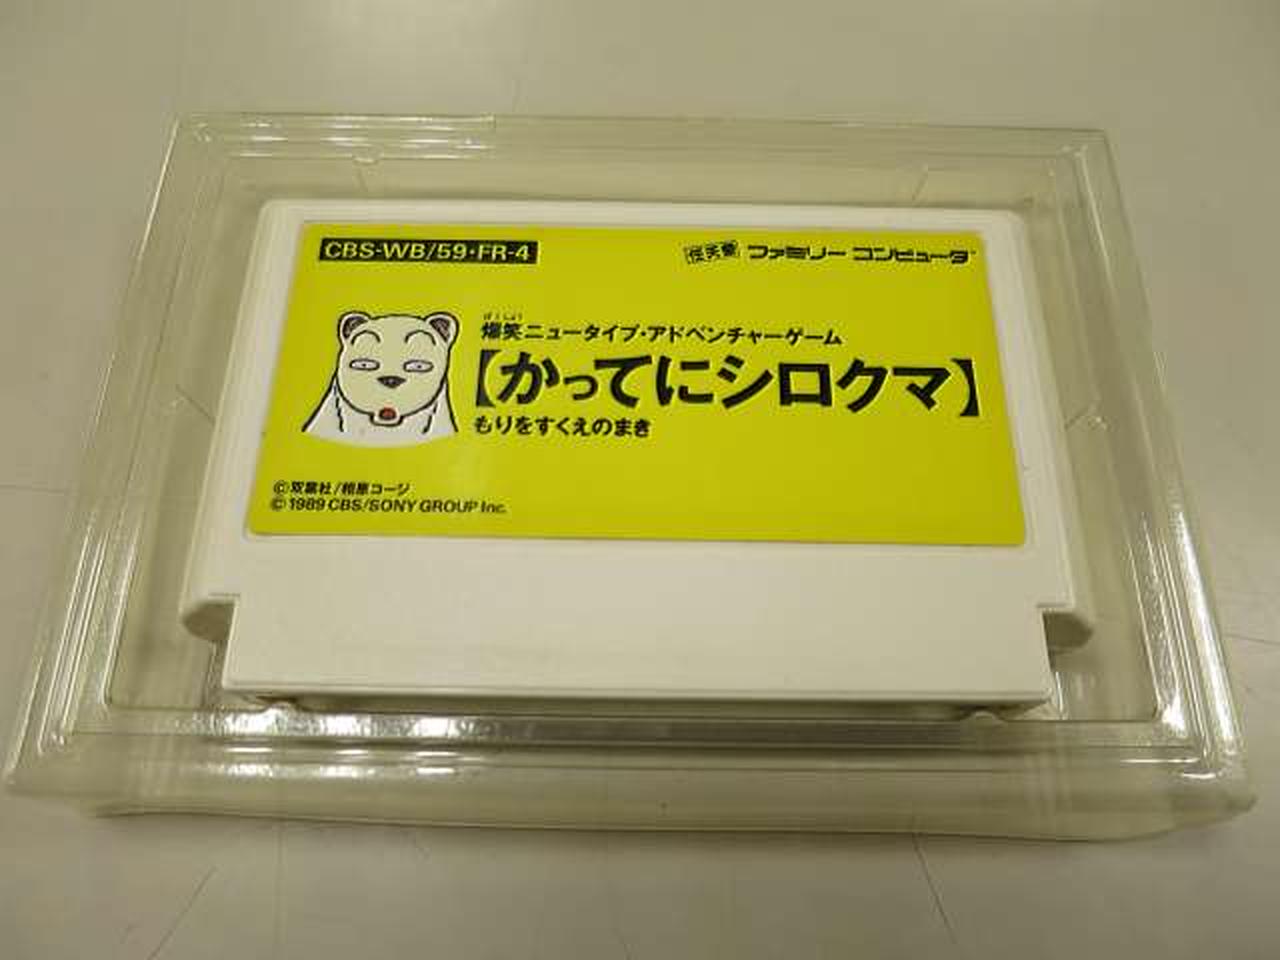 CBS-WB/59・FR-4
任天堂 ファミリー コンピュータ
ばくしょう
爆笑ニュータイプ・アドベンチャーゲーム
【かってにシロクマ】
もりをすくえのまき
©双葉社/相原コージ
©1989 CBS/SONY GROUP Inc.